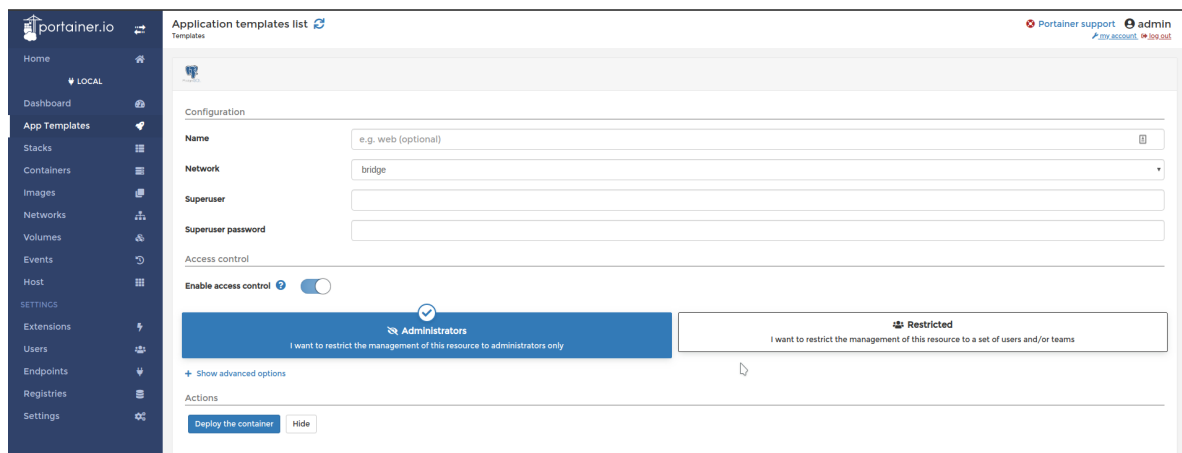 portainer.io
Application templates list
Templates
Portainer support admin
my account log out
Home
LOCAL
Dashboard
App Templates
Stacks
Containers
Images
Networks
Volumes
Events
Host
SETTINGS
Extensions
Users
Endpoints
Registries
Settings
Configuration
Name
e.g. web (optional)
Network
bridge
Superuser
Superuser password
Access control
Enable access control
Administrators
I want to restrict the management of this resource to administrators only
Restricted
I want to restrict the management of this resource to a set of users and/or teams
+ Show advanced options
Actions
Deploy the container Hide